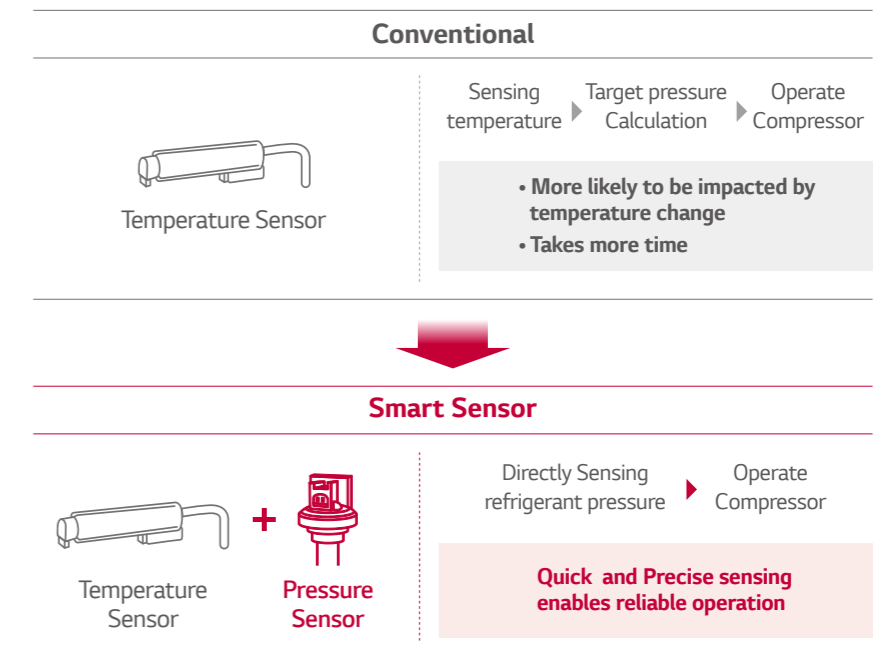 Conventional
Sensing
temperature
Target pressure
Calculation
Operate
Compressor
Temperature Sensor
• More likely to be impacted by
temperature change
• Takes more time
Smart Sensor
Directly Sensing
refrigerant pressure
Operate
Compressor
+
Temperature
Sensor
Pressure
Sensor
Quick and Precise sensing
enables reliable operation